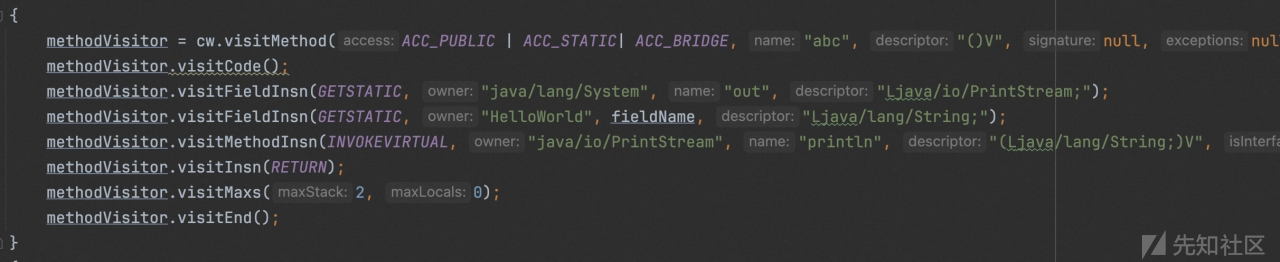 {
methodVisitor = cw.visitMethod( access: ACC_PUBLIC | ACC_STATIC| ACC_BRIDGE, name: "abc", descriptor: "()V", signature: null, exceptions: nul
methodVisitor.visitCode();
methodVisitor.visitFieldInsn(GETSTATIC, owner: "java/lang/System", name: "out", descriptor: "Ljava/io/PrintStream;");
methodVisitor.visitFieldInsn(GETSTATIC, owner: "HelloWorld", fieldName, descriptor: "Ljava/lang/String;");
methodVisitor.visitMethodInsn(INVOKEVIRTUAL, owner: "java/io/PrintStream", name: "println", descriptor: "(Ljava/lang/String;)V", isInterfa
methodVisitor.visitInsn(RETURN);
methodVisitor.visitMaxs( maxStack: 2, maxLocals: 0);
methodVisitor.visitEnd();
}
先知社区